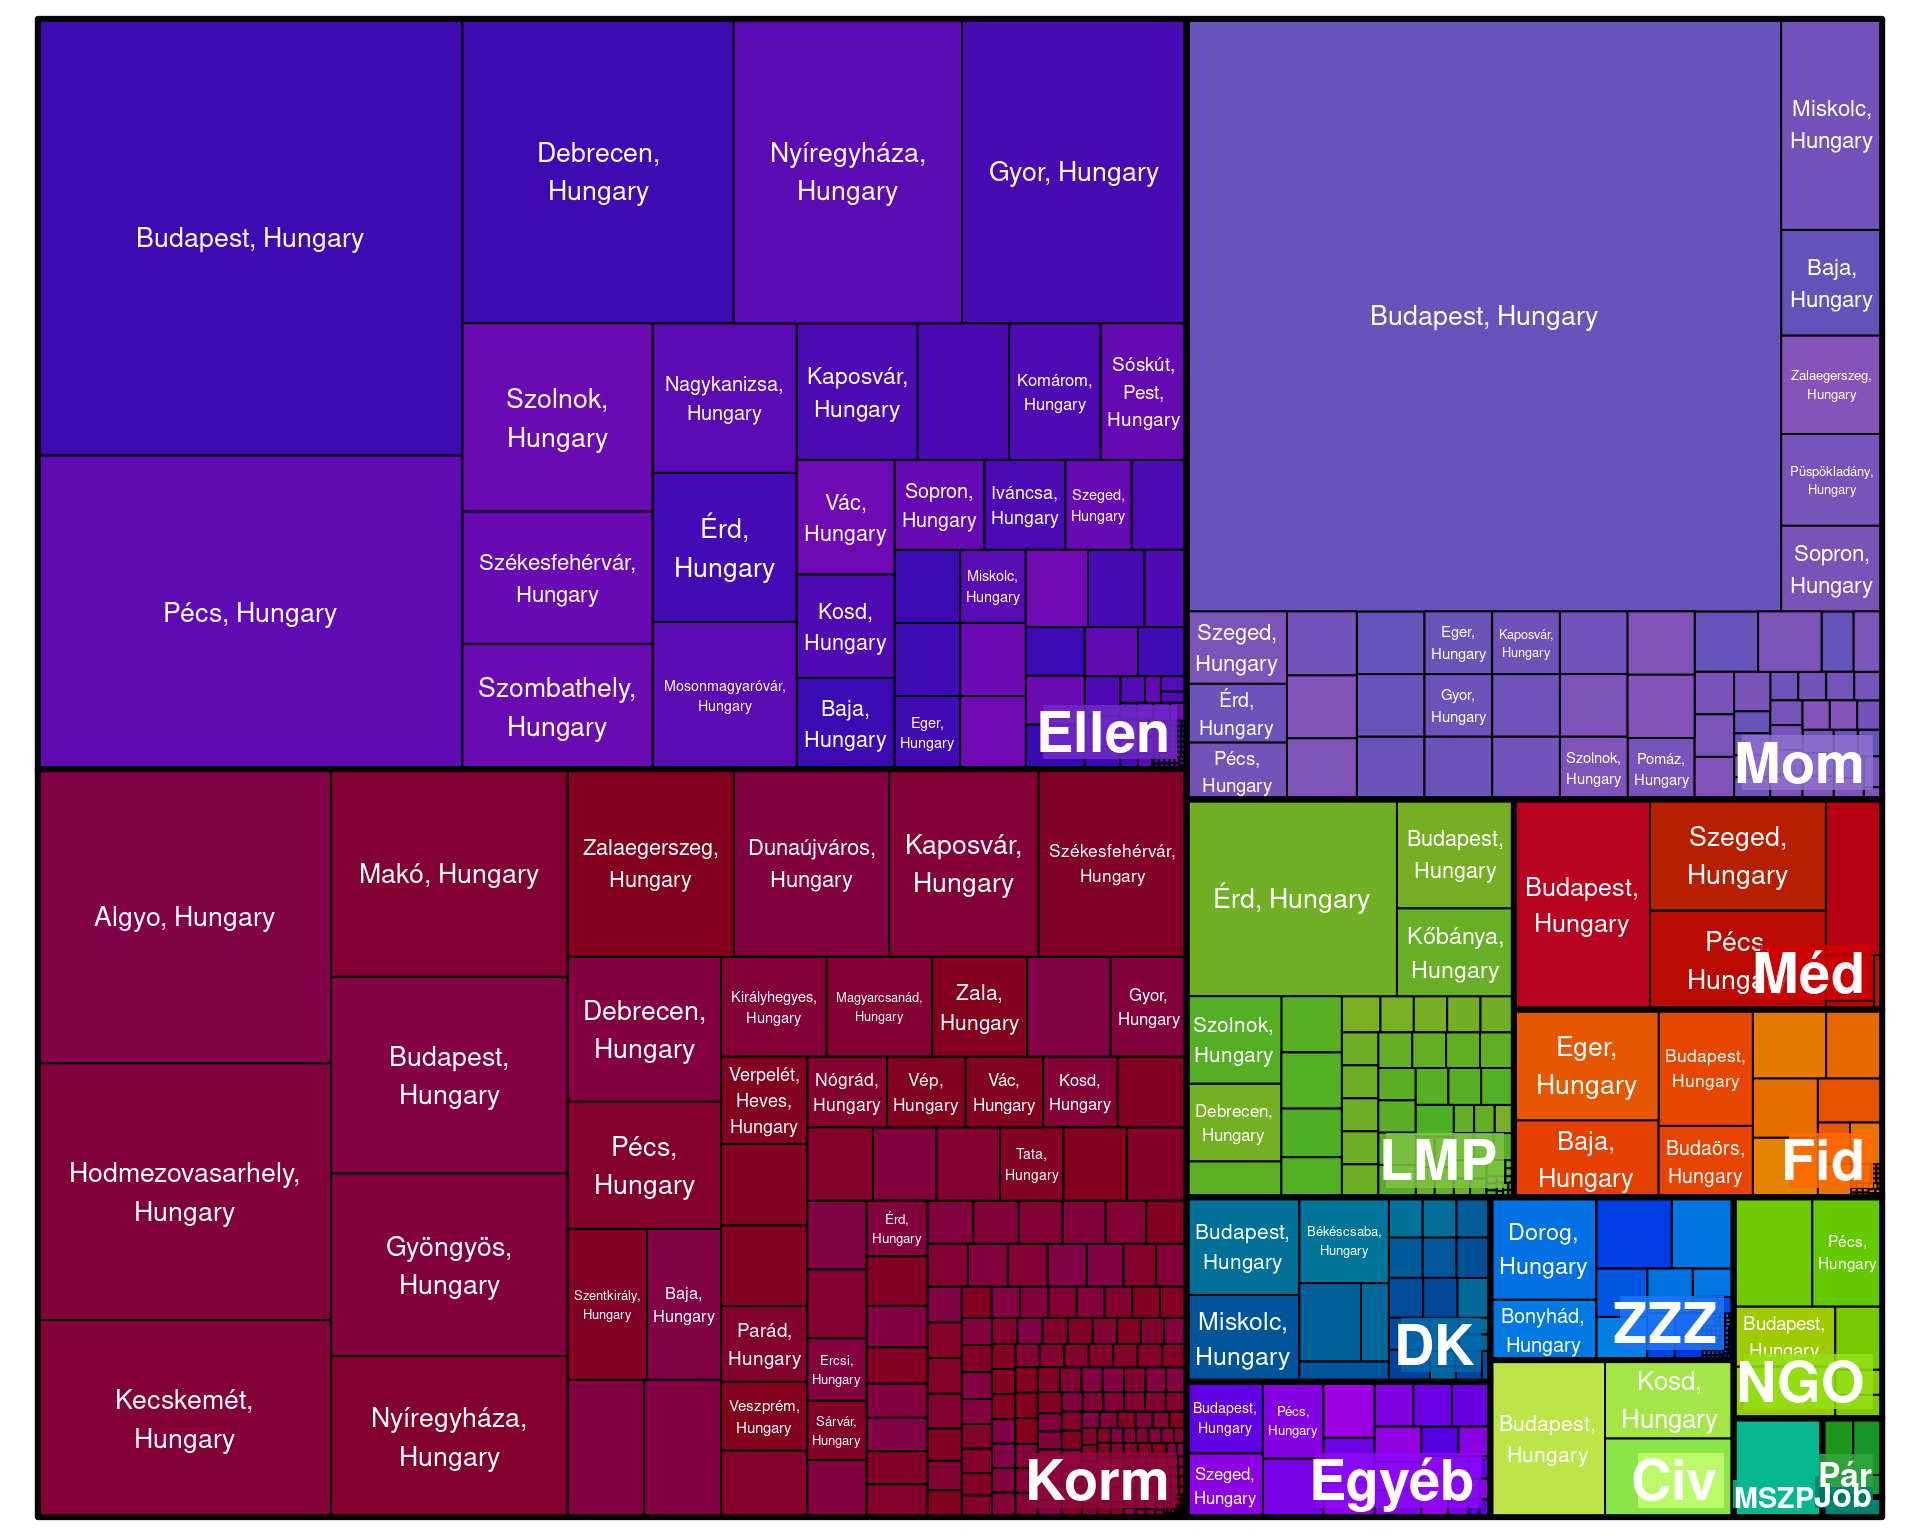 Budapest, Hungary
Pécs, Hungary
Debrecen,
Hungary
Nyíregyháza,
Hungary
Gyor, Hungary
Szolnok,
Hungary
Székesfehérvár,
Hungary
Szombathely,
Hungary
Nagykanizsa,
Hungary
Érd,
Hungary
Mosonmagyaróvár,
Hungary
Kaposvár,
Hungary
Komárom,
Hungary
Sóskút,
Pest,
Hungary
Vác,
Hungary
Kosd,
Hungary
Baja,
Hungary
Sopron,
Hungary
Iváncsa,
Hungary
Szeged,
Hungary
Miskolc,
Hungary
Eger,
Hungary
Ellen
Budapest, Hungary
Miskolc,
Hungary
Baja,
Hungary
Zalaegerszeg,
Hungary
Püspökladány,
Hungary
Sopron,
Hungary
Szeged,
Hungary
Érd,
Hungary
Pécs,
Hungary
Eger,
Hungary
Kaposvár,
Hungary
Gyor,
Hungary
Szolnok,
Hungary
Pomáz,
Hungary
Mom
Algyo, Hungary
Hodmezovasarhely,
Hungary
Kecskemét,
Hungary
Makó, Hungary
Budapest,
Hungary
Gyöngyös,
Hungary
Nyíregyháza,
Hungary
Zalaegerszeg,
Hungary
Dunaújváros,
Hungary
Kaposvár,
Hungary
Székesfehérvár,
Hungary
Debrecen,
Hungary
Pécs,
Hungary
Szentkirály,
Hungary
Baja,
Hungary
Királyhegyes,
Hungary
Magyarcsanád,
Hungary
Zala,
Hungary
Gyor,
Hungary
Verpelét,
Heves,
Hungary
Nógrád,
Hungary
Vép,
Hungary
Vác,
Hungary
Kosd,
Hungary
Tata,
Hungary
Érd,
Hungary
Parád,
Hungary
Veszprém,
Hungary
Ercsi,
Hungary
Sárvár,
Hungary
Korm
Érd, Hungary
Budapest,
Hungary
Kőbánya,
Hungary
Szolnok,
Hungary
Debrecen,
Hungary
LMP
Budapest,
Hungary
Szeged,
Hungary
Pécs,
Hungary
Méd
Eger,
Hungary
Baja,
Hungary
Budapest,
Hungary
Budaörs,
Hungary
Fid
Budapest,
Hungary
Miskolc,
Hungary
Békéscsaba,
Hungary
DK
Dorog,
Hungary
Bonyhád,
Hungary
ZZZ
Pécs,
Hungary
Budapest,
Hungary
NGO
Budapest,
Hungary
Szeged,
Hungary
Pécs,
Hungary
Egyéb
Budapest,
Hungary
Kosd,
Hungary
Civ
MSZP
Pár
Job